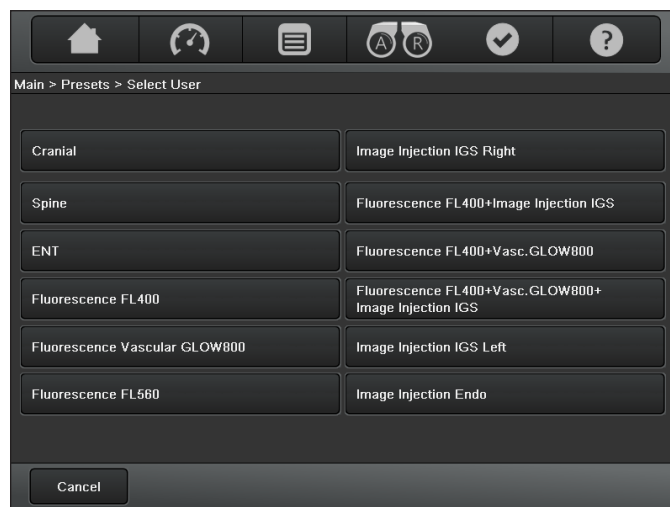 A R ?
Main > Presets > Select User
Cranial
Spine
ENT
Fluorescence FL400
Fluorescence Vascular GLOW800
Fluorescence FL560
Image Injection IGS Right
Fluorescence FL400+Image Injection IGS
Fluorescence FL400+Vasc.GLOW800
Fluorescence FL400+Vasc.GLOW800+
Image Injection IGS
Image Injection IGS Left
Image Injection Endo
Cancel